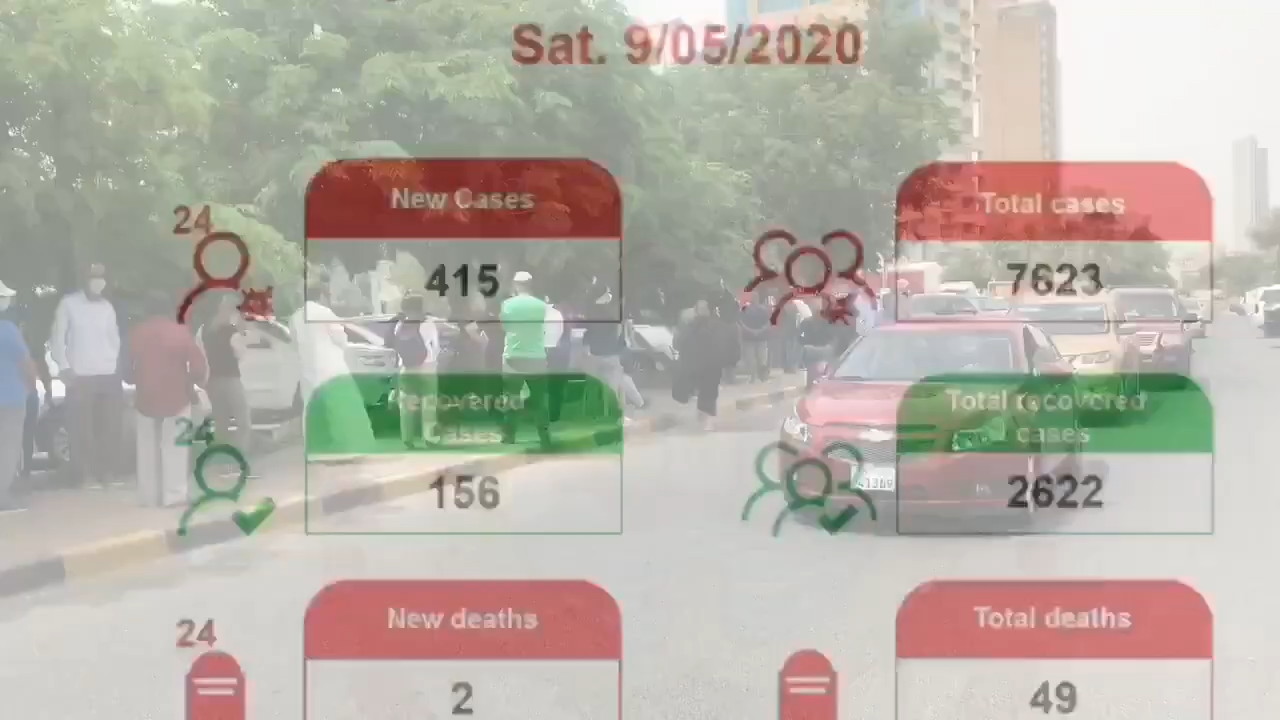 Sat. 9/05/2020
New Cases
Total cases
24
415
7623
recovered
Cases
Total recovered
cases
24
156
2622
New deaths
Total deaths
24
2
49
41369